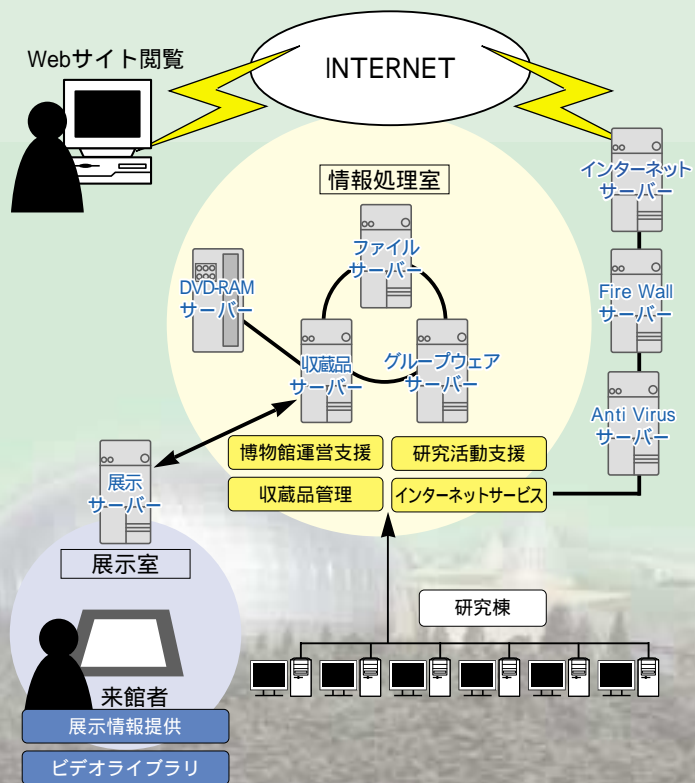 Webサイト閲覧
INTERNET
インターネット
サーバー
情報処理室
ファイル
サーバー
DVD-RAM
サーバー
Fire Wall
サーバー
収蔵品
サーバー
グループウェア
サーバー
Anti Virus
サーバー
博物館運営支援
研究活動支援
収蔵品管理
インターネットサービス
展示
サーバー
展示室
研究棟
来館者
展示情報提供
ビデオライブラリ